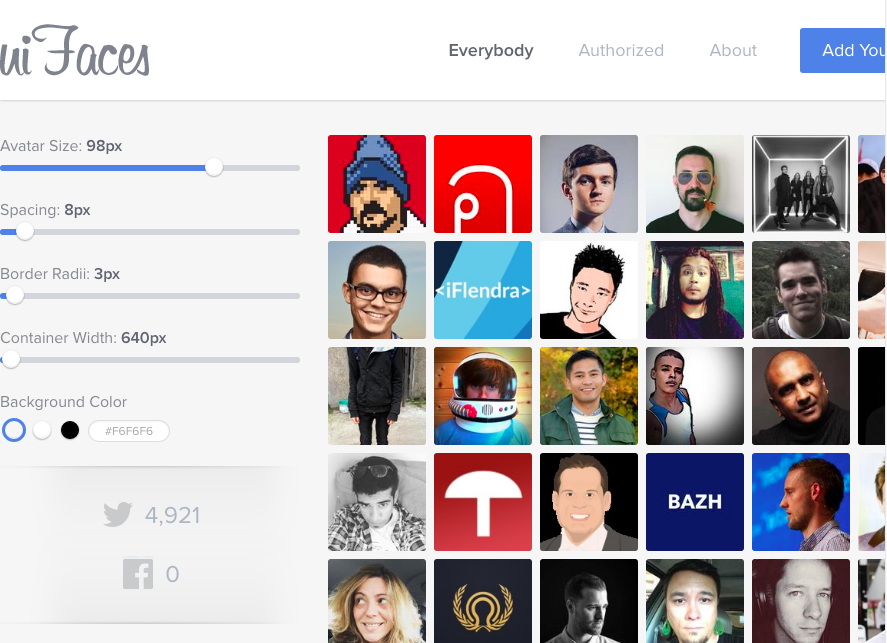 ui Faces
Everybody
Authorized
About
Add You
Avatar Size: 98px
Spacing: 8px
Border Radii: 3px
Container Width: 640px
Background Color
#F6F6F6
4,921
0
<iFlendra>
BAZH